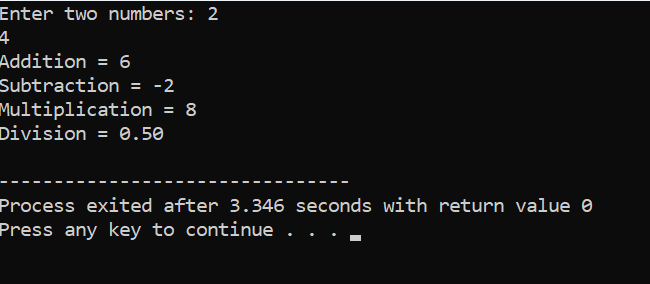 Enter two numbers: 2
4
Addition = 6
Subtraction = -2
Multiplication = 8
Division = 0.50
--------------------------------
Process exited after 3.346 seconds with return value 0
Press any key to continue . . .